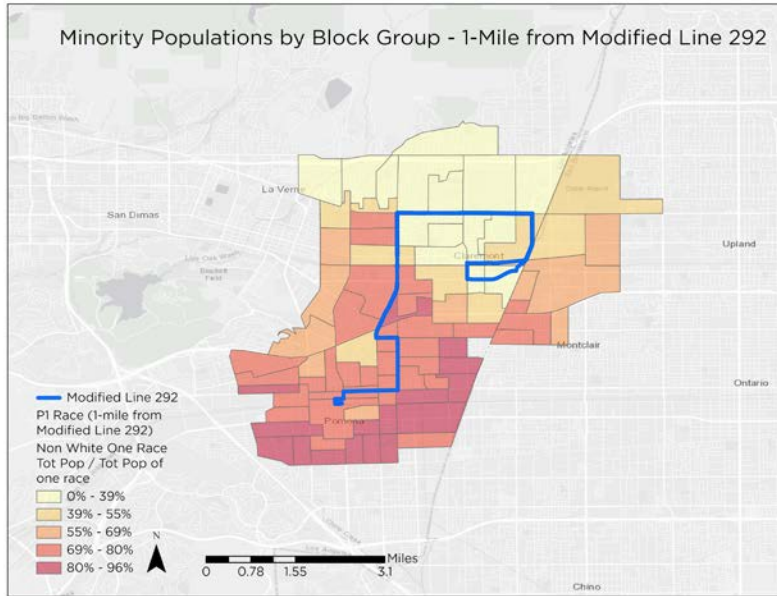 Minority Populations by Block Group - 1-Mile from Modified Line 292
La Verne
San Dimas
Upland
Claremont
Montclair
Ontario
Pomona
Chino
Modified Line 292
P1 Race (1-mile from
Modified Line 292)
Non White One Race
Tot Pop / Tot Pop of
one race
0% - 39%
39% - 55%
55% - 69%
69% - 80%
80% - 96%
N
Miles
0 0.78 1.55 3.1